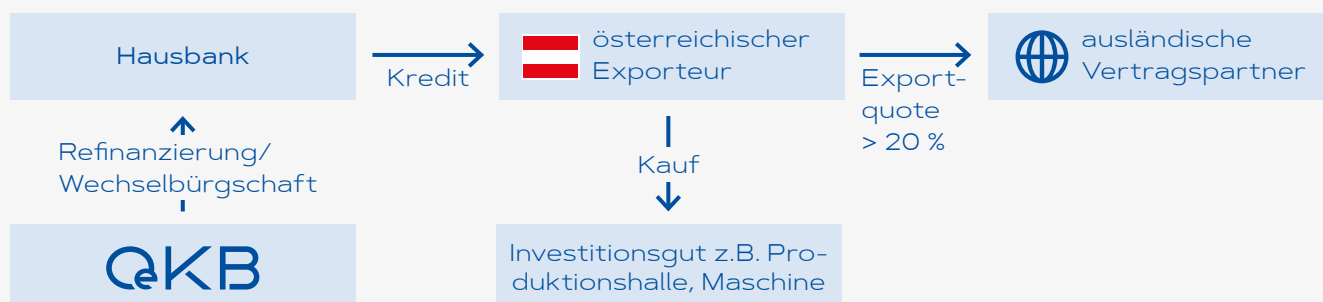 Hausbank
Kredit
österreichischer
Exporteur
Export-
quote
> 20 %
ausländische
Vertragspartner
Refinanzierung/
Wechselbürgschaft
Kauf
OeKB
Investitionsgut z.B. Pro-
duktionshalle, Maschine